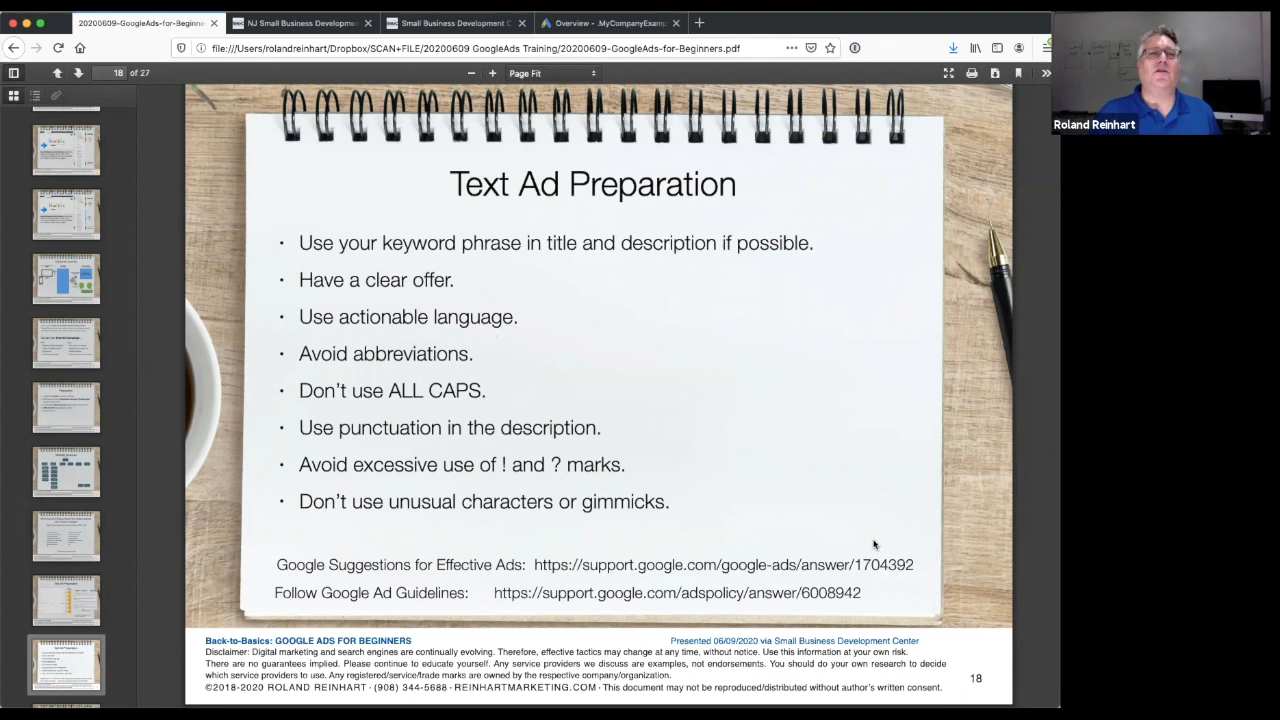 20200609-GoogleAds-for-Beginne
NJ Small Business Developmen
Small Business Development C
Overview - .MyCompanyExamp
file:///Users/rolandreinhart/Dropbox/SCAN+FILE/20200609 GoogleAds Training/20200609-GoogleAds-for-Beginners.pdf
18 of 27
Page Fit
Roland Reinhart
Text Ad Preparation
• Use your keyword phrase in title and description if possible.
• Have a clear offer.
• Use actionable language.
• Avoid abbreviations.
• Don't use ALL CAPS.
• Use punctuation in the description.
• Avoid excessive use of ! and ? marks.
• Don't use unusual characters or gimmicks.
Google Suggestions for Effective Ads: https://support.google.com/google-ads/answer/1704392
Follow Google Ad Guidelines: https://support.google.com/adspolicy/answer/6008942
Back-to-Basics: GOOGLE ADS FOR BEGINNERS Presented 06/09/2020 via Small Business Development Center
Disclaimer: Digital marketing and search engines are continually evolving. Therefore, effective tactics may change at any time, without notice. Use this information at your own risk.
There are no guarantees implied. Please continue to educate yourself. Any service providers we discuss are examples, not endorsements. You should do your own research to decide
which service providers to use. Any registered/service/trade marks are owned by the respective company/organization.
©2018-2020 ROLAND REINHART · (908) 344-5688 · REINHARTMARKETING.COM · This document may not be reproduced/distributed without author's written consent.
18